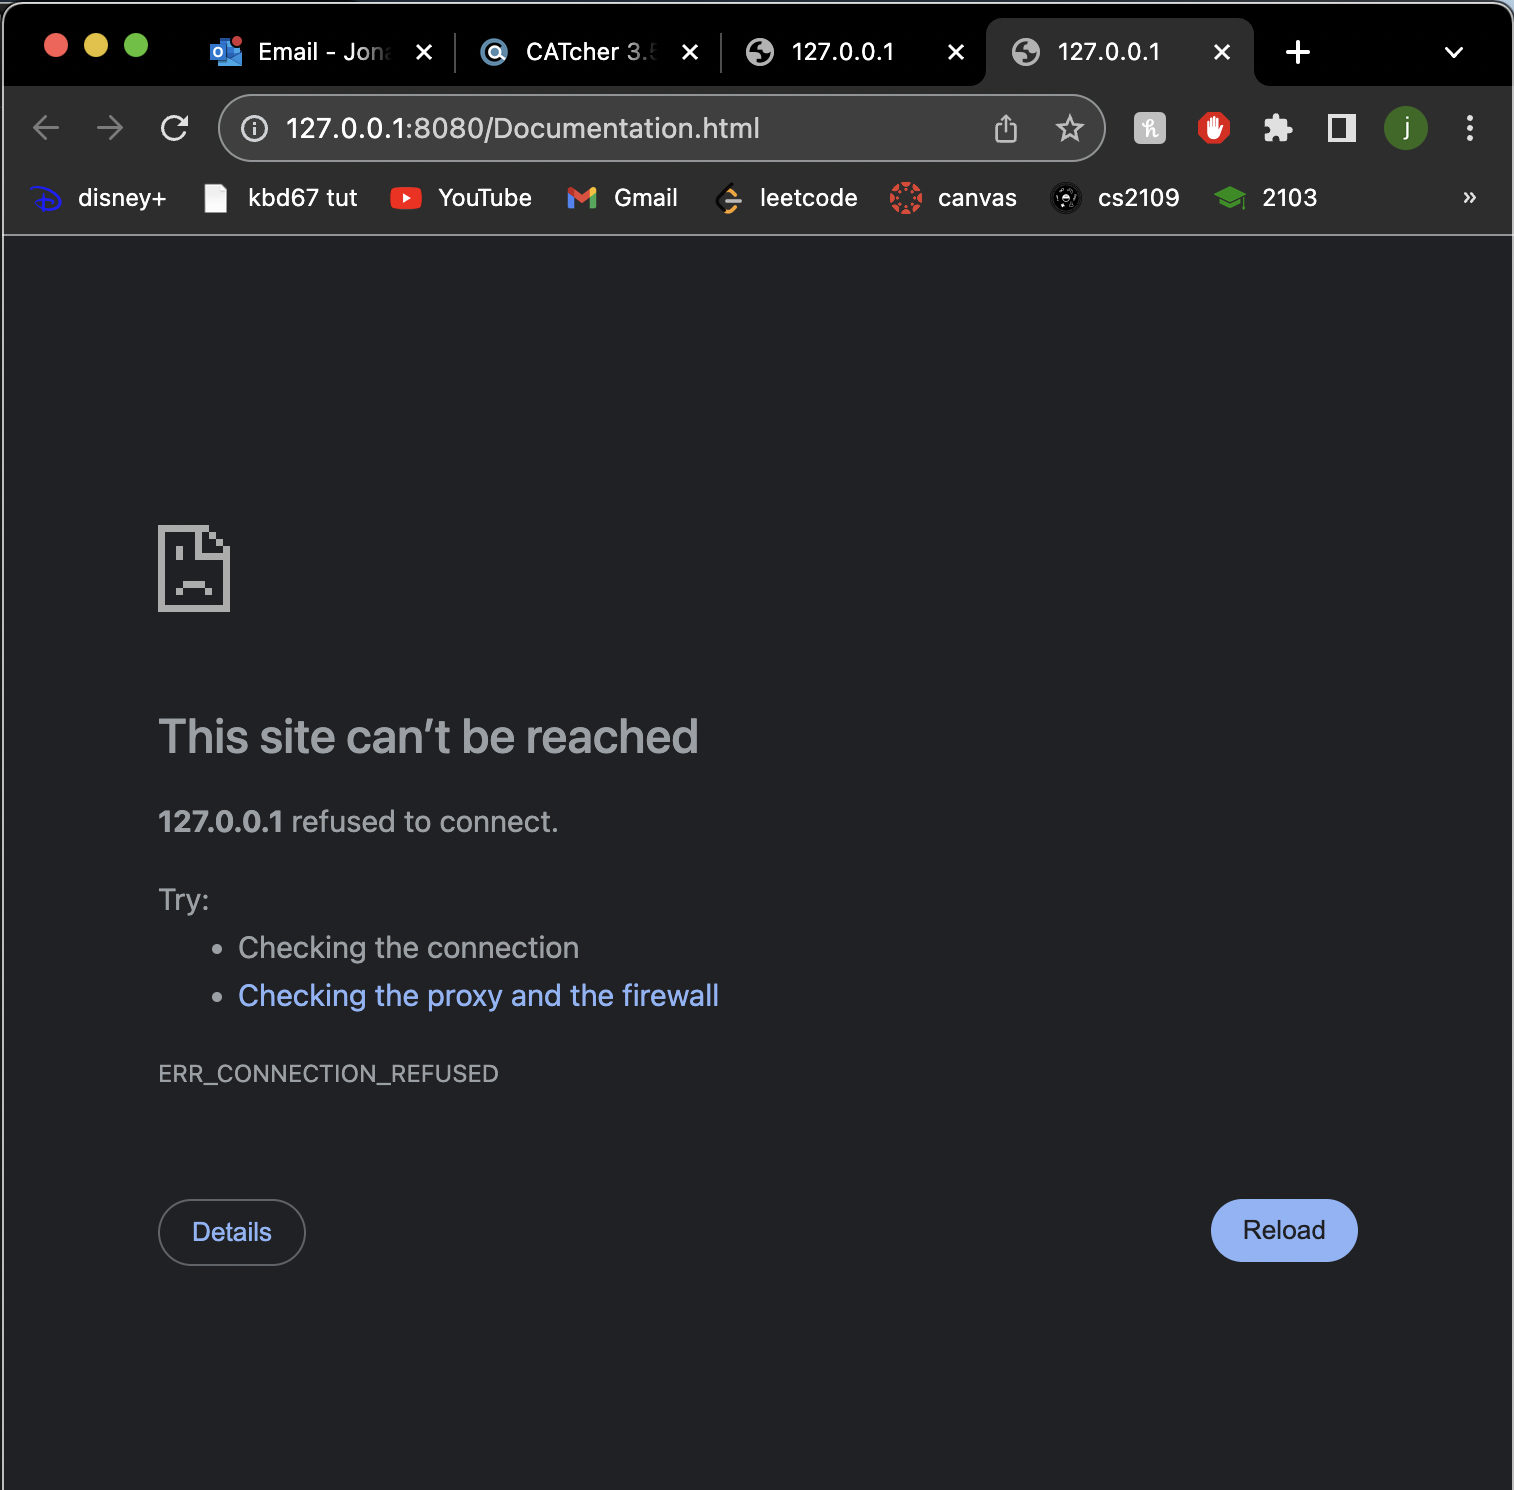 Email - Jona
CATcher 3.5
127.0.0.1
127.0.0.1
127.0.0.1:8080/Documentation.html
j
disney+
kbd67 tut
YouTube
Gmail
leetcode
canvas
cs2109
2103
»
This site can’t be reached
127.0.0.1 refused to connect.
Try:
• Checking the connection
• Checking the proxy and the firewall
ERR_CONNECTION_REFUSED
Details
Reload